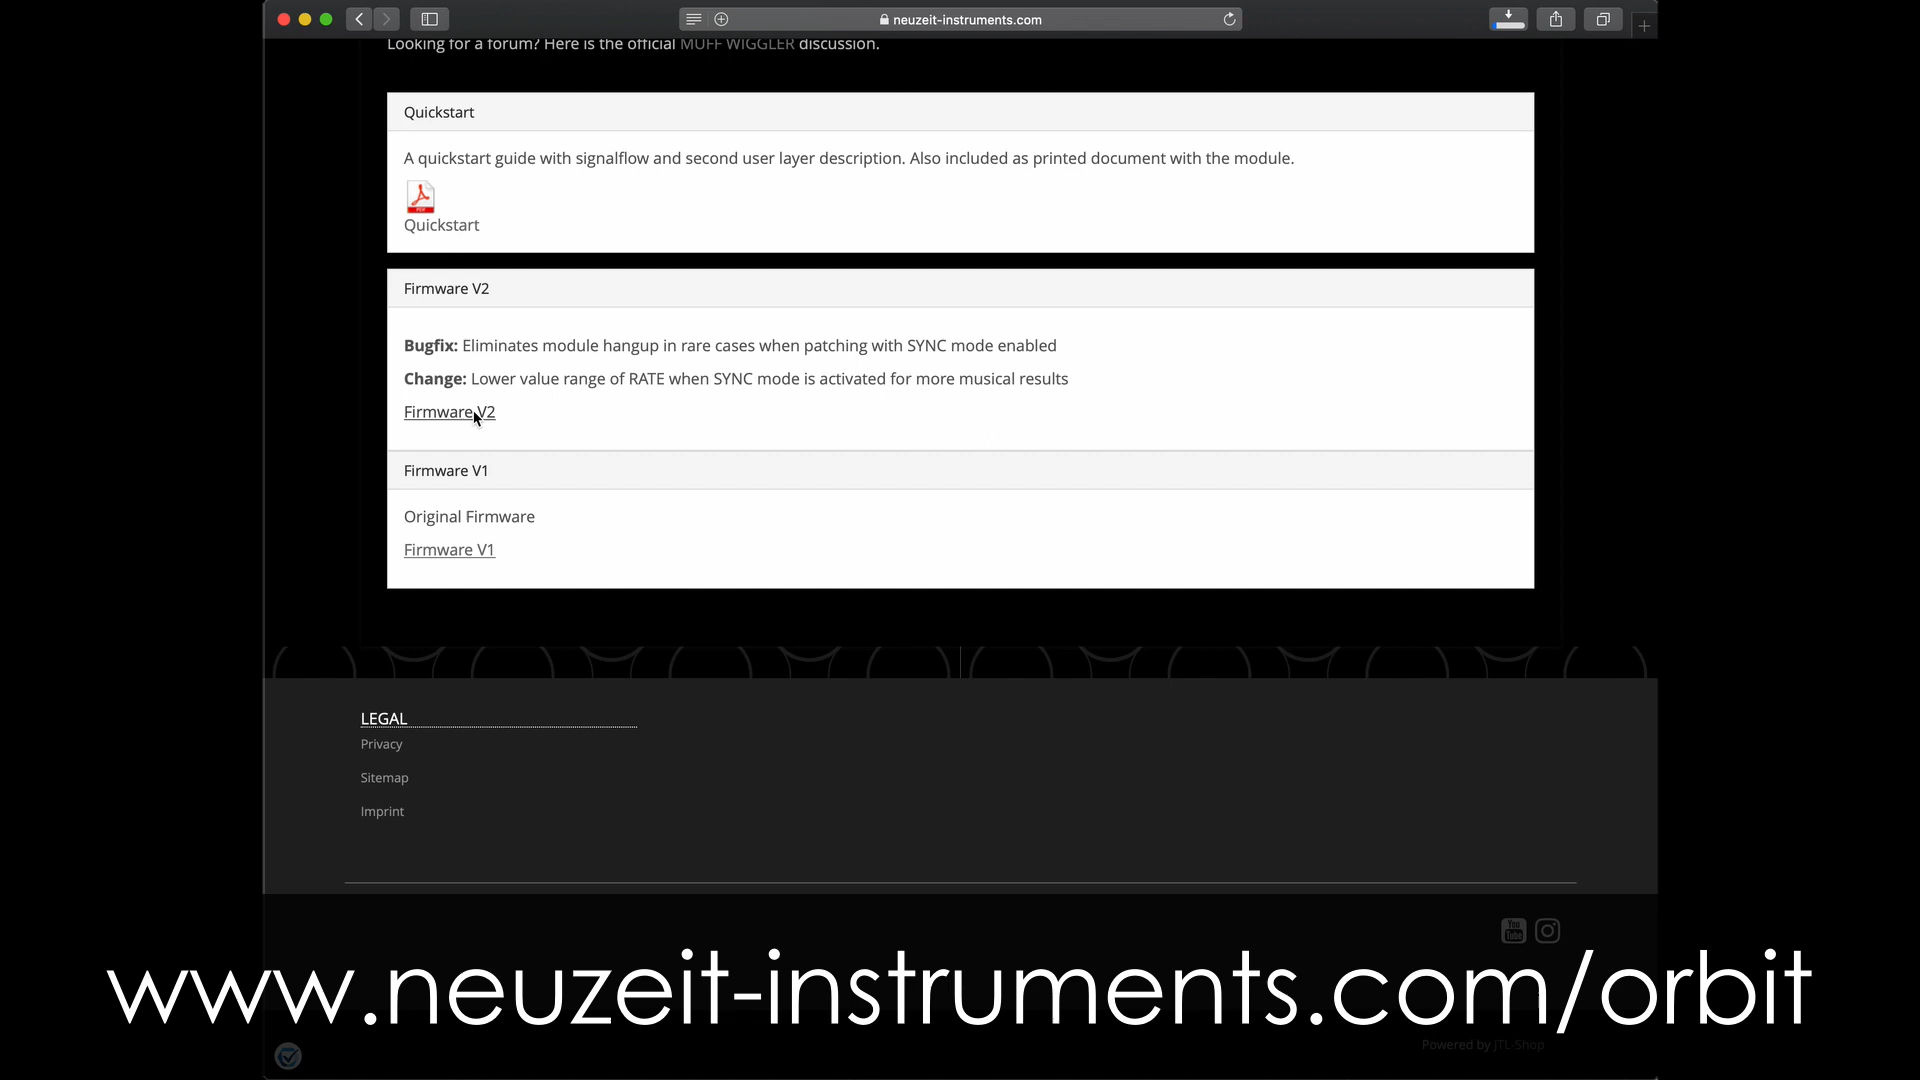 neuzeit-instruments.com
Looking for a forum? Here is the official MUFF WIGGLER discussion.
Quickstart
A quickstart guide with signalflow and second user layer description. Also included as printed document with the module.
PDF
Quickstart
Firmware V2
Bugfix: Eliminates module hangup in rare cases when patching with SYNC mode enabled
Change: Lower value range of RATE when SYNC mode is activated for more musical results
Firmware V2
Firmware V1
Original Firmware
Firmware V1
LEGAL
Privacy
Sitemap
Imprint
You
Tube
www.neuzeit-instruments.com/orbit
Powered by JTL-Shop